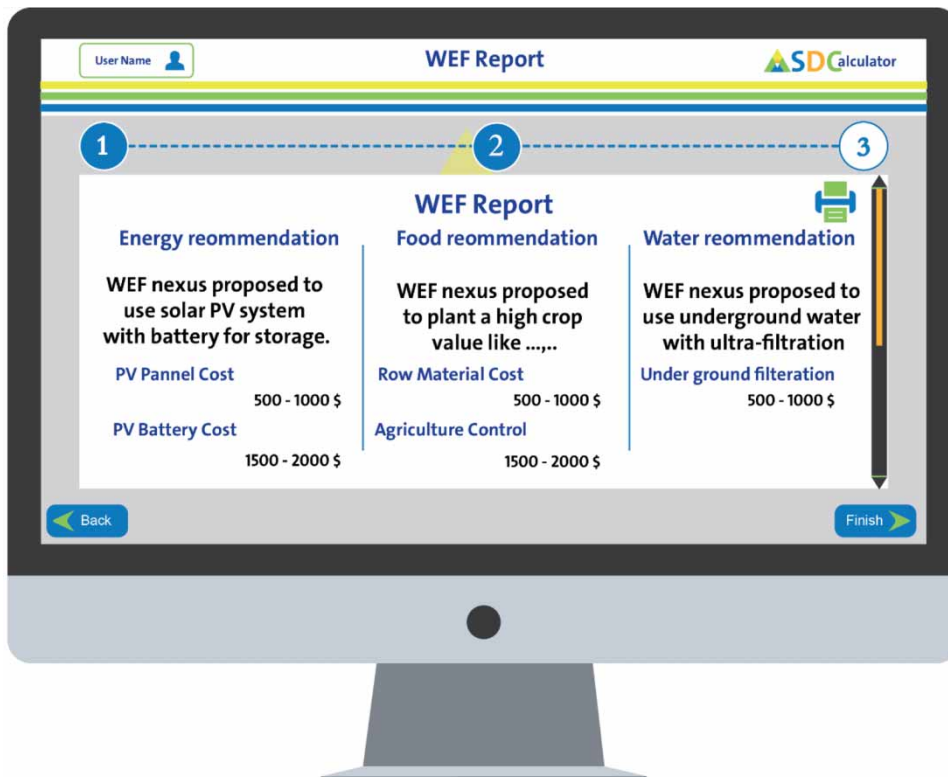 User Name
WEF Report
SDCalculator
1
2
3
WEF Report
Energy reommendation
WEF nexus proposed to
use solar PV system
with battery for storage.
PV Pannel Cost
500 - 1000 $
PV Battery Cost
1500 - 2000 $
Food reommendation
WEF nexus proposed
to plant a high crop
value like ...,..
Row Material Cost
500 - 1000 $
Agriculture Control
1500 - 2000 $
Water reommendation
WEF nexus proposed to
use underground water
with ultra-filtration
Under ground filteration
500 - 1000 $
Back
Finish